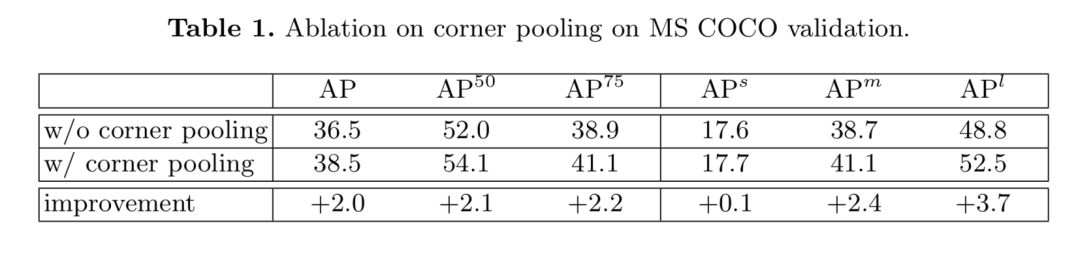 Table 1. Ablation on corner pooling on MS COCO validation.
AP AP^50 AP^75 AP^s AP^m AP^l
w/o corner pooling 36.5 52.0 38.9 17.6 38.7 48.8
w/ corner pooling 38.5 54.1 41.1 17.7 41.1 52.5
improvement +2.0 +2.1 +2.2 +0.1 +2.4 +3.7